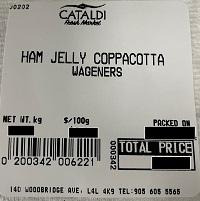 J0202
CATALDI
Fresh Market
HAM JELLY COPPACOTTA
WAGENERS
NET WT. kg $/100g PACKED ON
000342
TOTAL PRICE
0 200342 006221
140 WOODBRIDGE AVE, L4L 4K9 TEL:905 605 5565